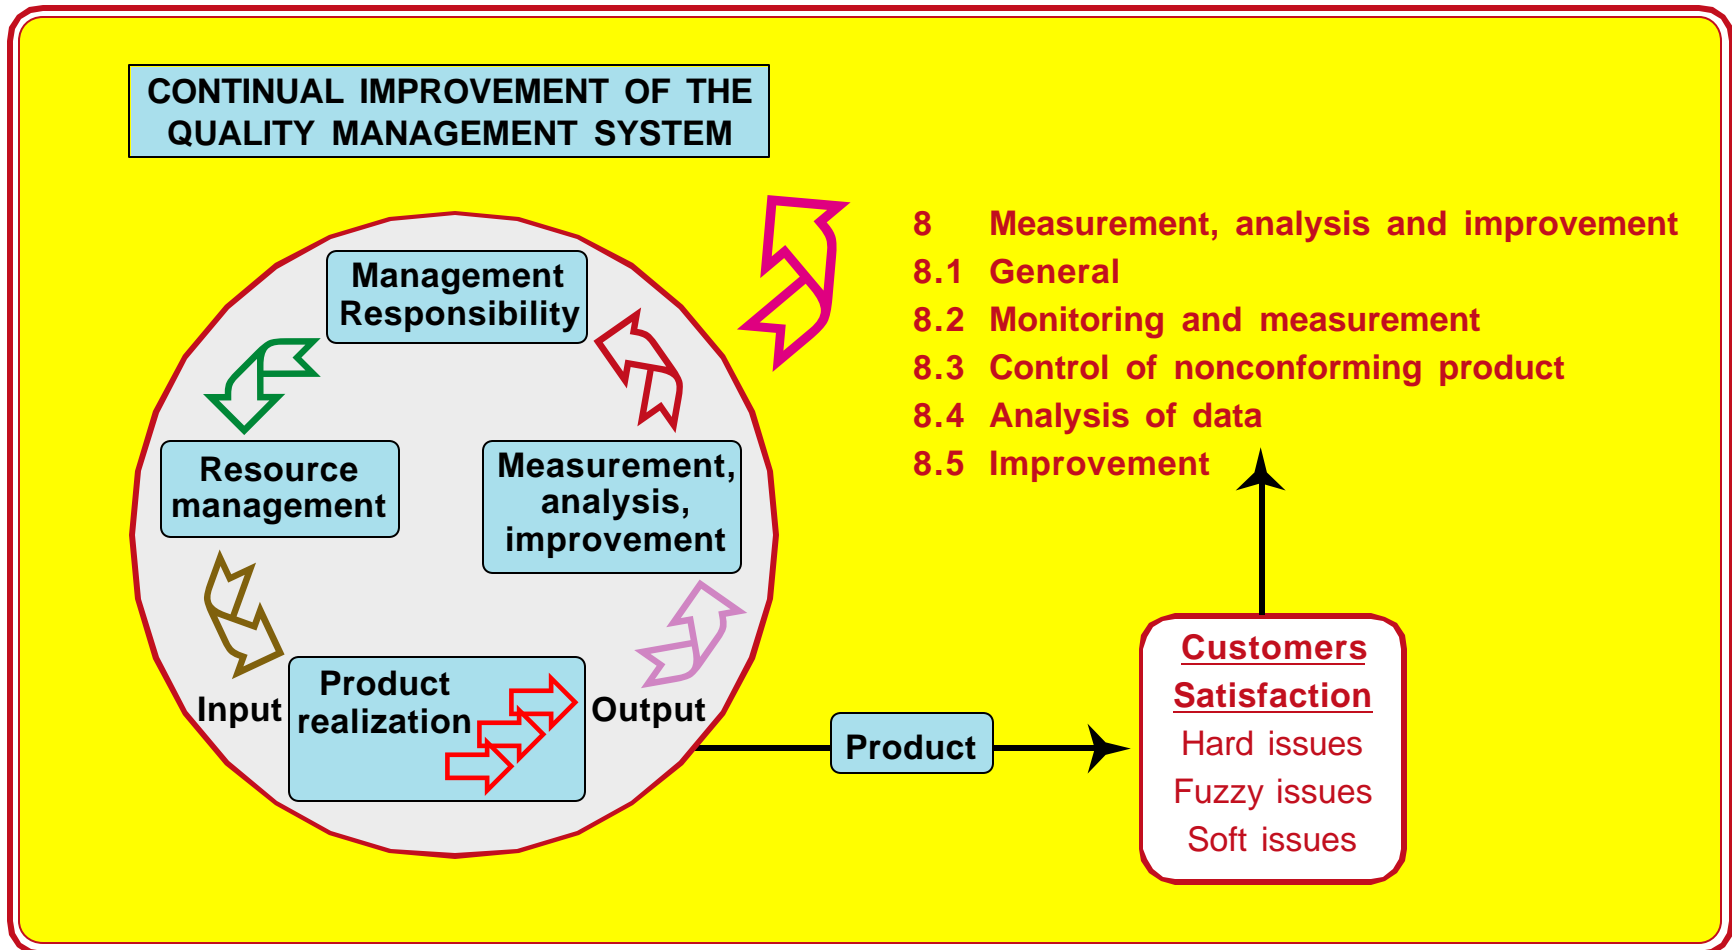 CONTINUAL IMPROVEMENT OF THE
QUALITY MANAGEMENT SYSTEM
Management
Responsibility
Resource
management
Measurement,
analysis,
improvement
Input
Product
realization
Output
Product
8 Measurement, analysis and improvement
8.1 General
8.2 Monitoring and measurement
8.3 Control of nonconforming product
8.4 Analysis of data
8.5 Improvement
Customers
Satisfaction
Hard issues
Fuzzy issues
Soft issues